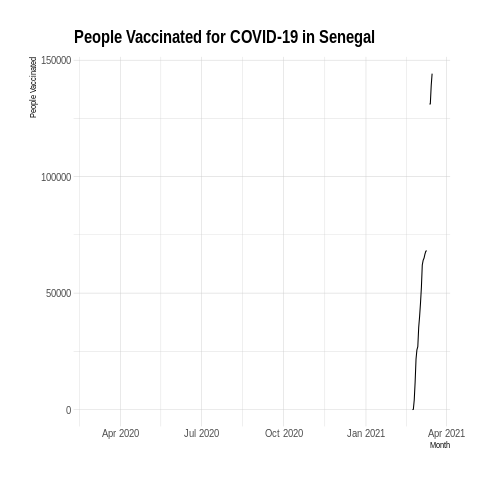 People Vaccinated for COVID-19 in Senegal
People Vaccinated
150000
100000
50000
0
Apr 2020 Jul 2020 Oct 2020 Jan 2021 Apr 2021
Month